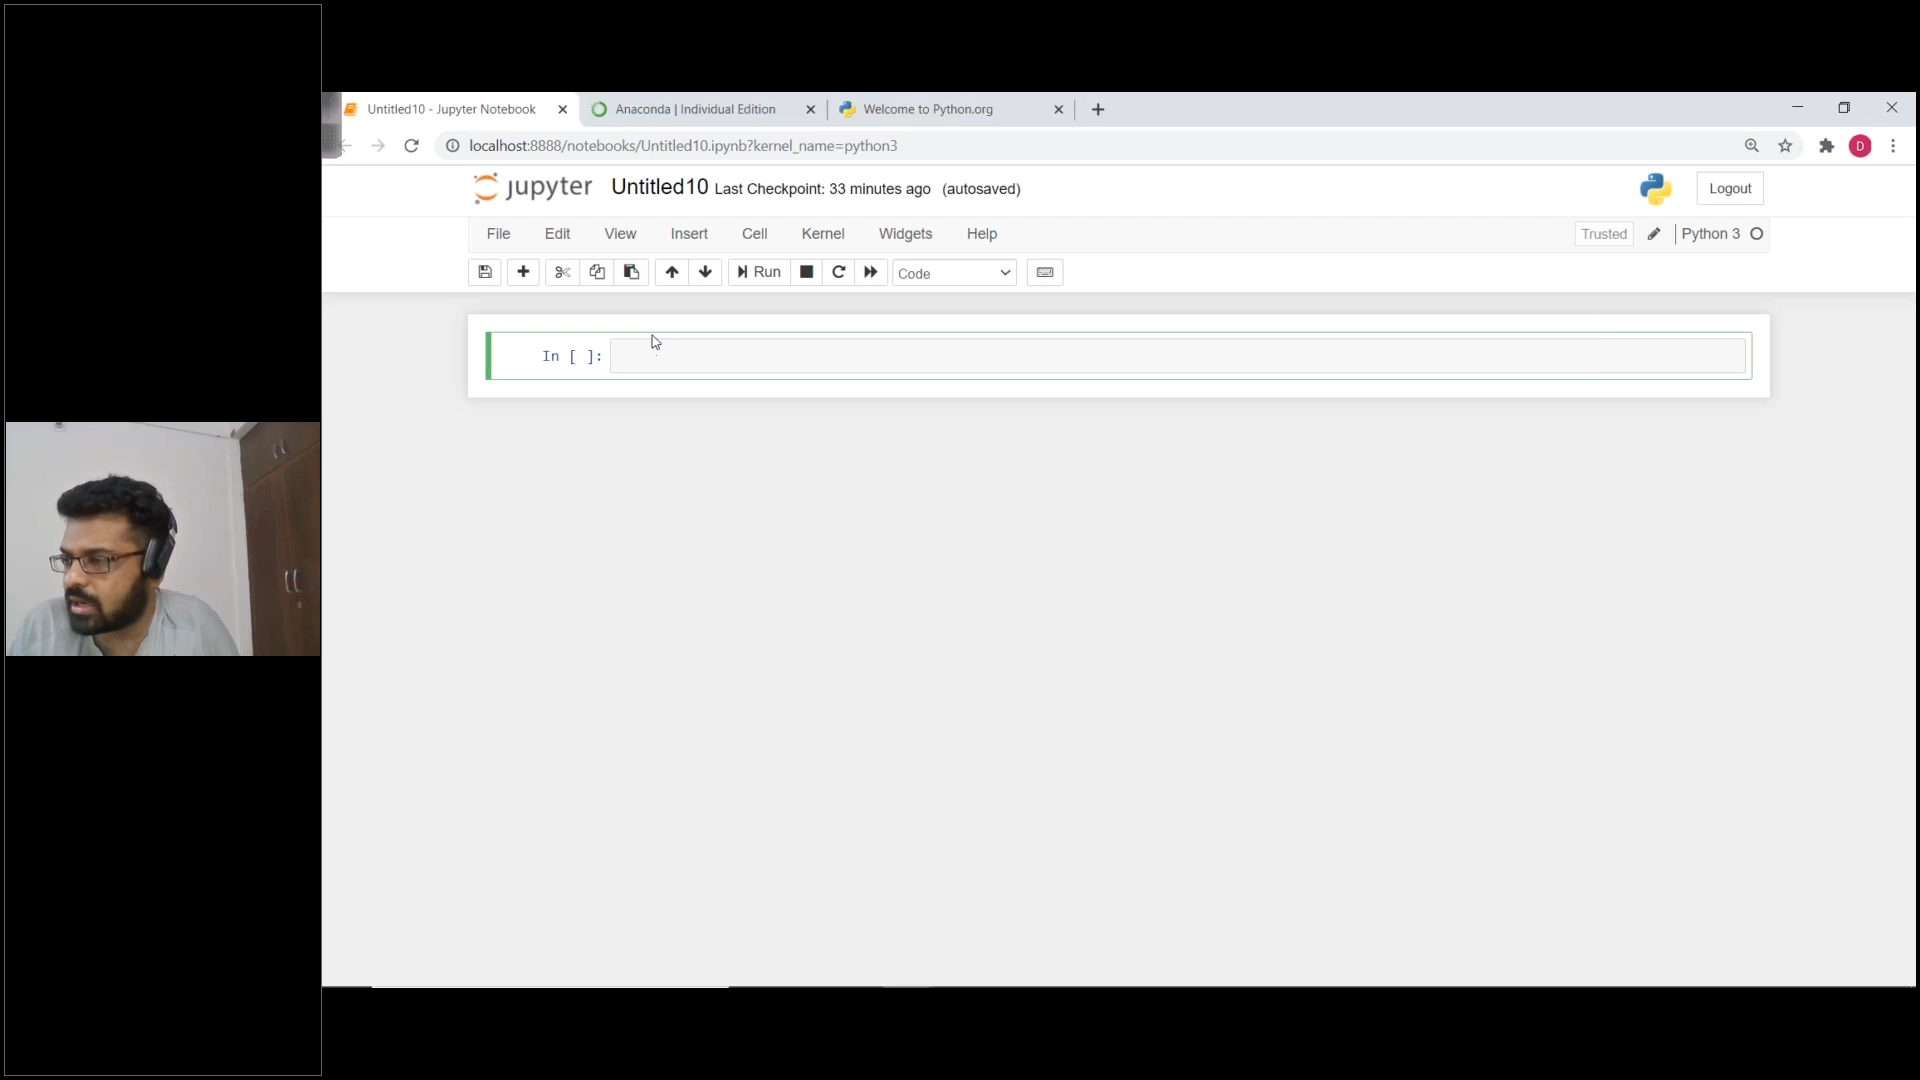 Untitled10 - Jupyter Notebook
Anaconda | Individual Edition
Welcome to Python.org
localhost:8888/notebooks/Untitled10.ipynb?kernel_name=python3
D
jupyter Untitled10 Last Checkpoint: 33 minutes ago (autosaved)
Logout
File Edit View Insert Cell Kernel Widgets Help
Trusted Python 3
Run Code
In [ ]: